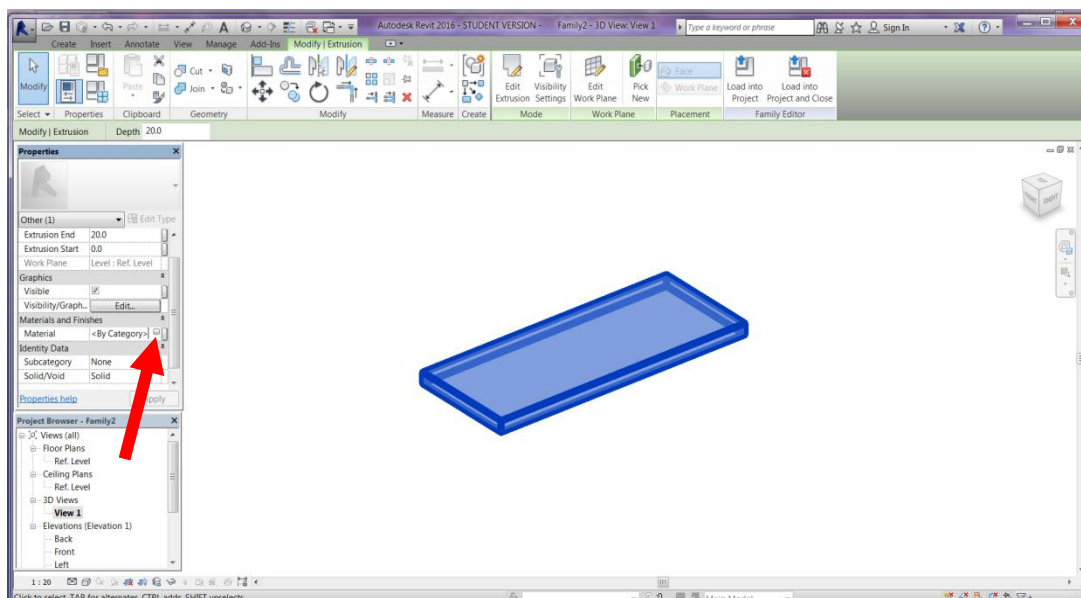 Autodesk Revit 2016 - STUDENT VERSION - Family2 - 3D View: View 1
Type a keyword or phrase
Sign In
Create Insert Annotate View Manage Add-Ins Modify | Extrusion
Modify
Paste
Cut
Join
Edit Extrusion
Visibility Settings
Edit Work Plane
Pick New
Face
Work Plane
Load into Project
Load into Project and Close
Select Properties Clipboard Geometry Modify Measure Create Mode Work Plane Placement Family Editor
Modify | Extrusion Depth 20.0
Properties
Other (1) Edit Type
Extrusion End 20.0
Extrusion Start 0.0
Work Plane Level : Ref. Level
Graphics
Visible
Visibility/Graph... Edit...
Materials and Finishes
Material <By Category>
Identity Data
Subcategory None
Solid/Void Solid
Properties help Apply
Project Browser - Family2
Views (all)
Floor Plans
Ref. Level
Ceiling Plans
Ref. Level
3D Views
View 1
Elevations (Elevation 1)
Back
Front
Left
TOP
FRONT RIGHT
1 : 20
Click to select, TAB for alternates, CTRL adds, SHIFT unselects.
:0 Main Model